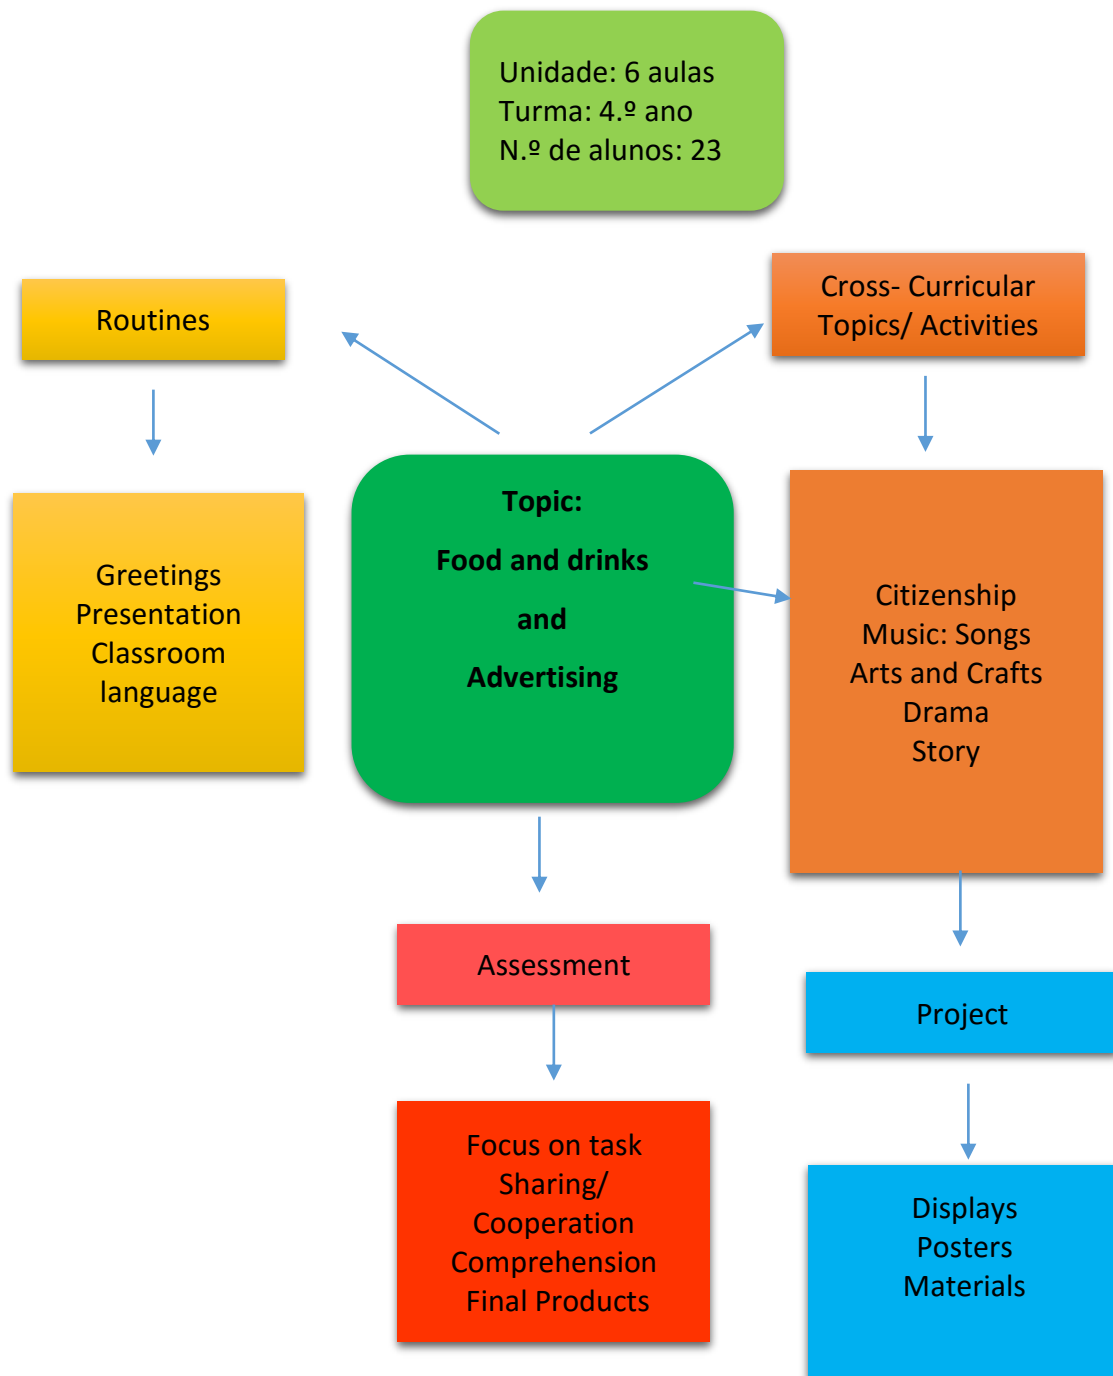 Unidade: 6 aulas
Turma: 4.º ano
N.º de alunos: 23
Routines
Cross- Curricular
Topics/ Activities
Greetings
Presentation
Classroom
language
Topic:
Food and drinks
and
Advertising
Citizenship
Music: Songs
Arts and Crafts
Drama
Story
Assessment
Project
Focus on task
Sharing/
Cooperation
Comprehension
Final Products
Displays
Posters
Materials